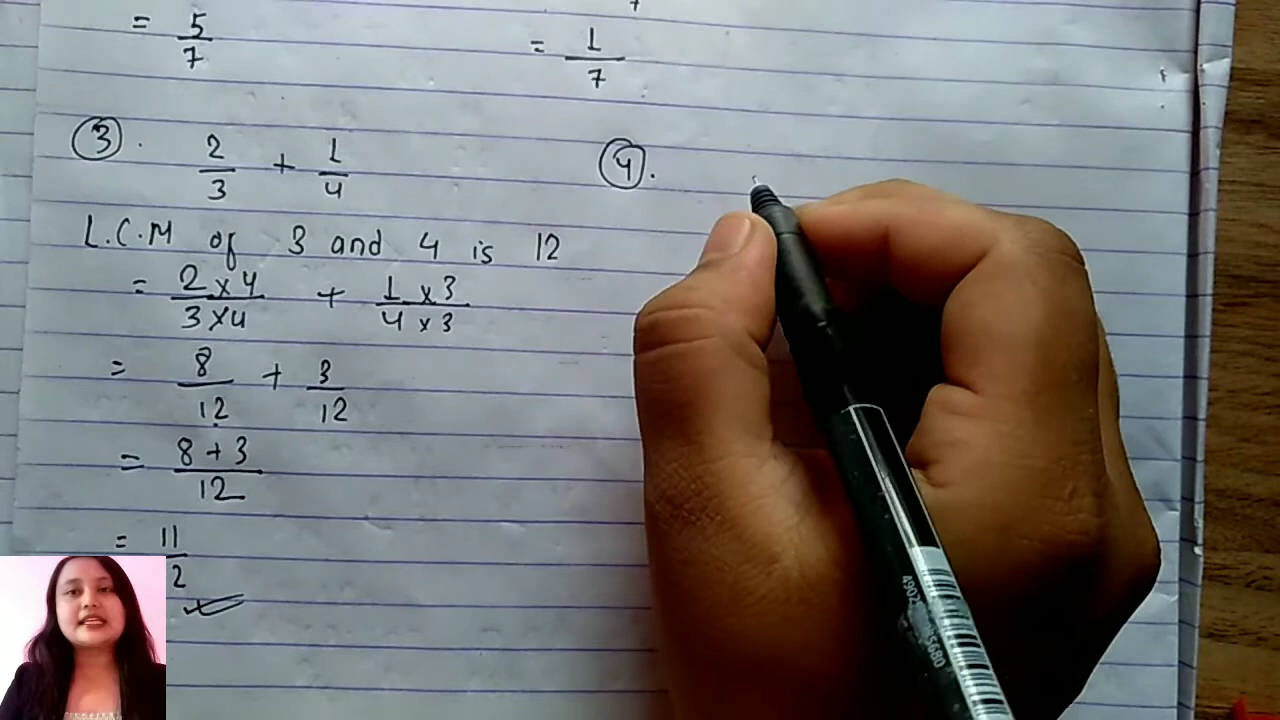 = 5/7
= 1/7
③. 2/3 + 1/4
L.C.M of 3 and 4 is 12
= 2×4/3×4 + 1×3/4×3
= 8/12 + 3/12
= 8+3/12
= 11/2
④.